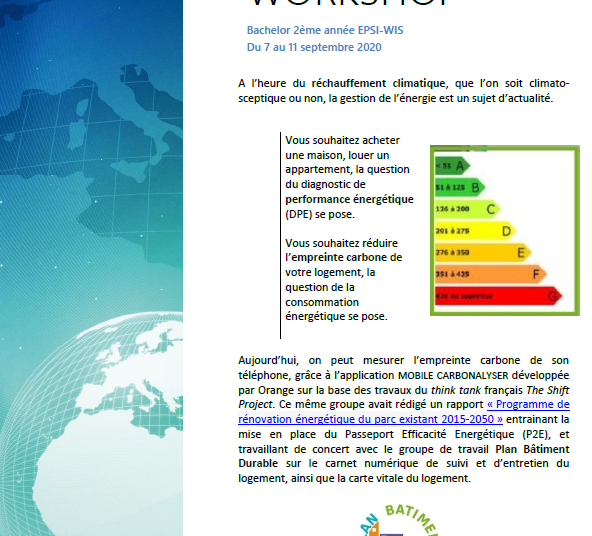 WORKSHOP
Bachelor 2ème année EPSI-WIS
Du 7 au 11 septembre 2020
A l'heure du réchauffement climatique, que l'on soit climato-
sceptique ou non, la gestion de l'énergie est un sujet d'actualité.
Vous souhaitez acheter
une maison, louer un
appartement, la question
du diagnostic de
performance énergétique
(DPE) se pose.
Vous souhaitez réduire
l'empreinte carbone de
votre logement, la
question de la
consommation
énergétique se pose.
< 51 A
51 à 125 B
126 à 200 C
201 à 275 D
276 à 350 E
351 à 425 F
426 ou supérieur G
Aujourd'hui, on peut mesurer l'empreinte carbone de son
téléphone, grâce à l'application MOBILE CARBONALYSER développée
par Orange sur la base des travaux du think tank français The Shift
Project. Ce même groupe avait rédigé un rapport « Programme de
rénovation énergétique du parc existant 2015-2050 » entrainant la
mise en place du Passeport Efficacité Energétique (P2E), et
travaillant de concert avec le groupe de travail Plan Bâtiment
Durable sur le carnet numérique de suivi et d'entretien du
logement, ainsi que la carte vitale du logement.